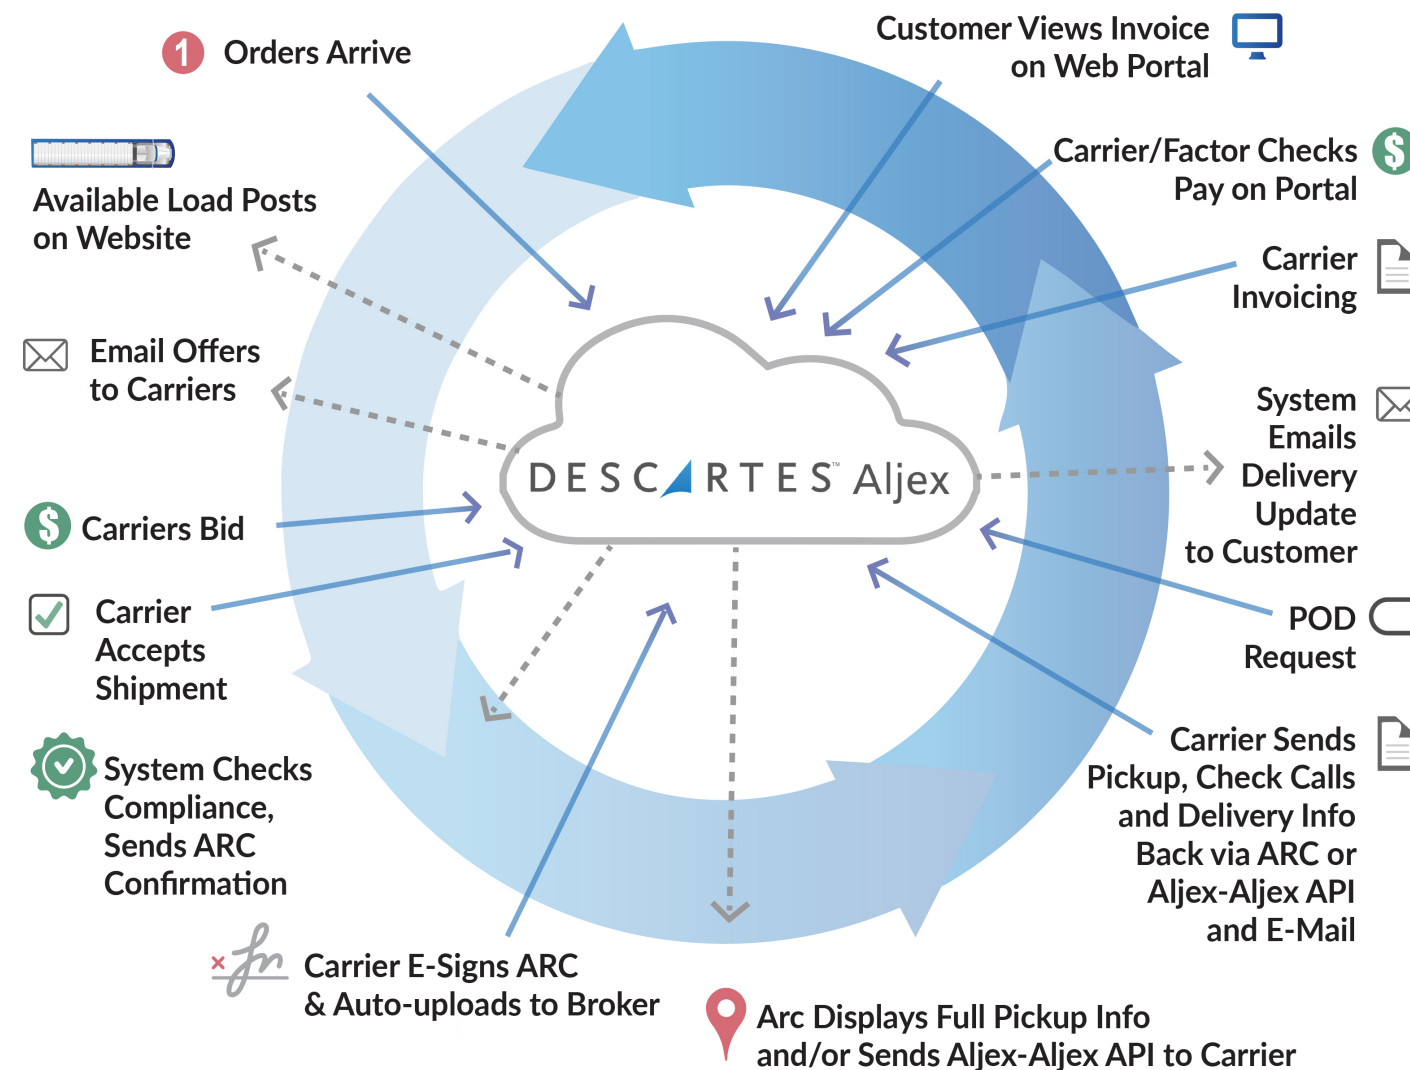 1 Orders Arrive
Available Load Posts
on Website
Email Offers
to Carriers
$ Carriers Bid
Carrier
Accepts
Shipment
System Checks
Compliance,
Sends ARC
Confirmation
Carrier E-Signs ARC
& Auto-uploads to Broker
Arc Displays Full Pickup Info
and/or Sends Aljex-Aljex API to Carrier
Carrier Sends
Pickup, Check Calls
and Delivery Info
Back via ARC or
Aljex-Aljex API
and E-Mail
POD
Request
System
Emails
Delivery
Update
to Customer
Carrier
Invoicing
Carrier/Factor Checks $
Pay on Portal
Customer Views Invoice
on Web Portal
DESCARTES™ Aljex